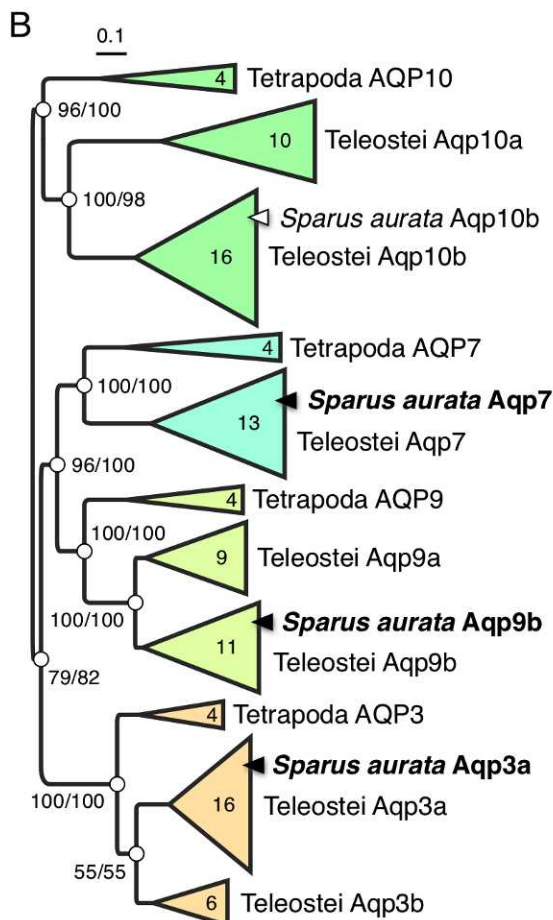 B
0.1
4 Tetrapoda AQP10
96/100
10 Teleostei Aqp10a
100/98
Sparus aurata Aqp10b
16 Teleostei Aqp10b
4 Tetrapoda AQP7
100/100
Sparus aurata Aqp7
13 Teleostei Aqp7
96/100
4 Tetrapoda AQP9
100/100
9 Teleostei Aqp9a
100/100
Sparus aurata Aqp9b
11 Teleostei Aqp9b
79/82
4 Tetrapoda AQP3
Sparus aurata Aqp3a
100/100
16 Teleostei Aqp3a
55/55
6 Teleostei Aqp3b